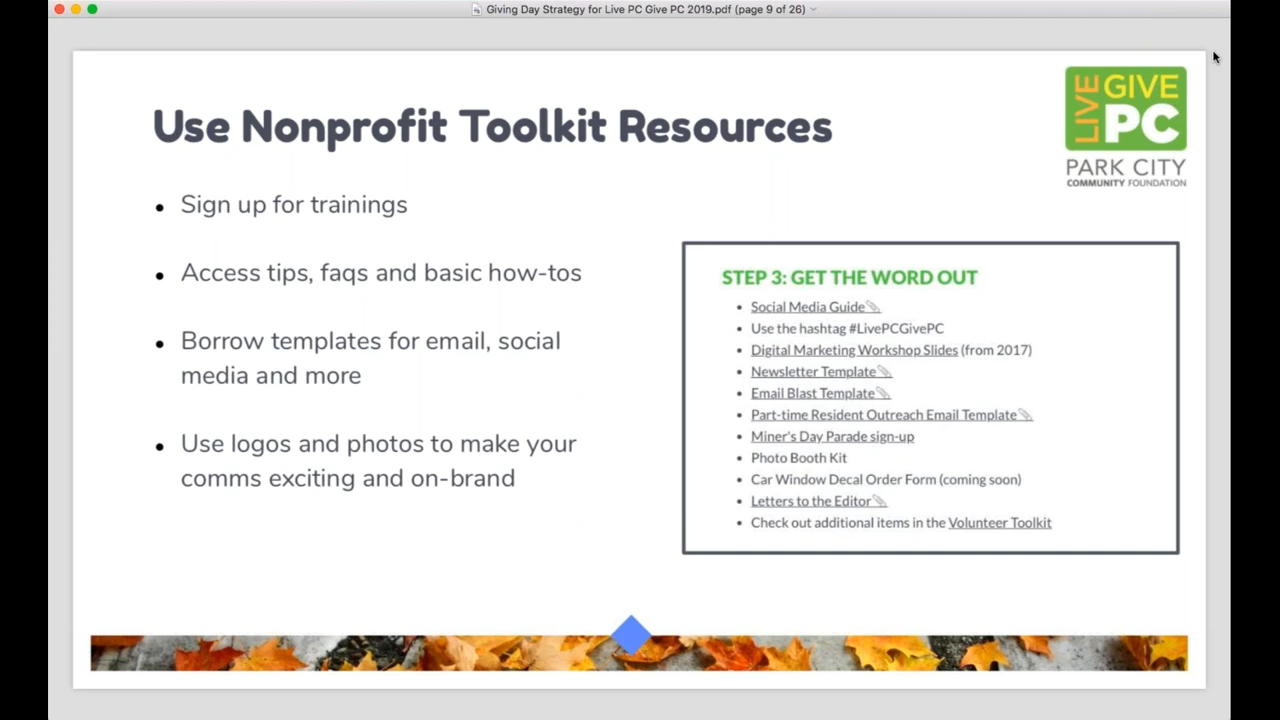 Giving Day Strategy for Live PC Give PC 2019.pdf (page 9 of 26)
LIVE
GIVE
PC
PARK CITY
COMMUNITY FOUNDATION
Use Nonprofit Toolkit Resources
• Sign up for trainings
• Access tips, faqs and basic how-tos
• Borrow templates for email, social
media and more
• Use logos and photos to make your
comms exciting and on-brand
STEP 3: GET THE WORD OUT
• Social Media Guide
• Use the hashtag #LivePCGivePC
• Digital Marketing Workshop Slides (from 2017)
• Newsletter Template
• Email Blast Template
• Part-time Resident Outreach Email Template
• Miner's Day Parade sign-up
• Photo Booth Kit
• Car Window Decal Order Form (coming soon)
• Letters to the Editor
• Check out additional items in the Volunteer Toolkit